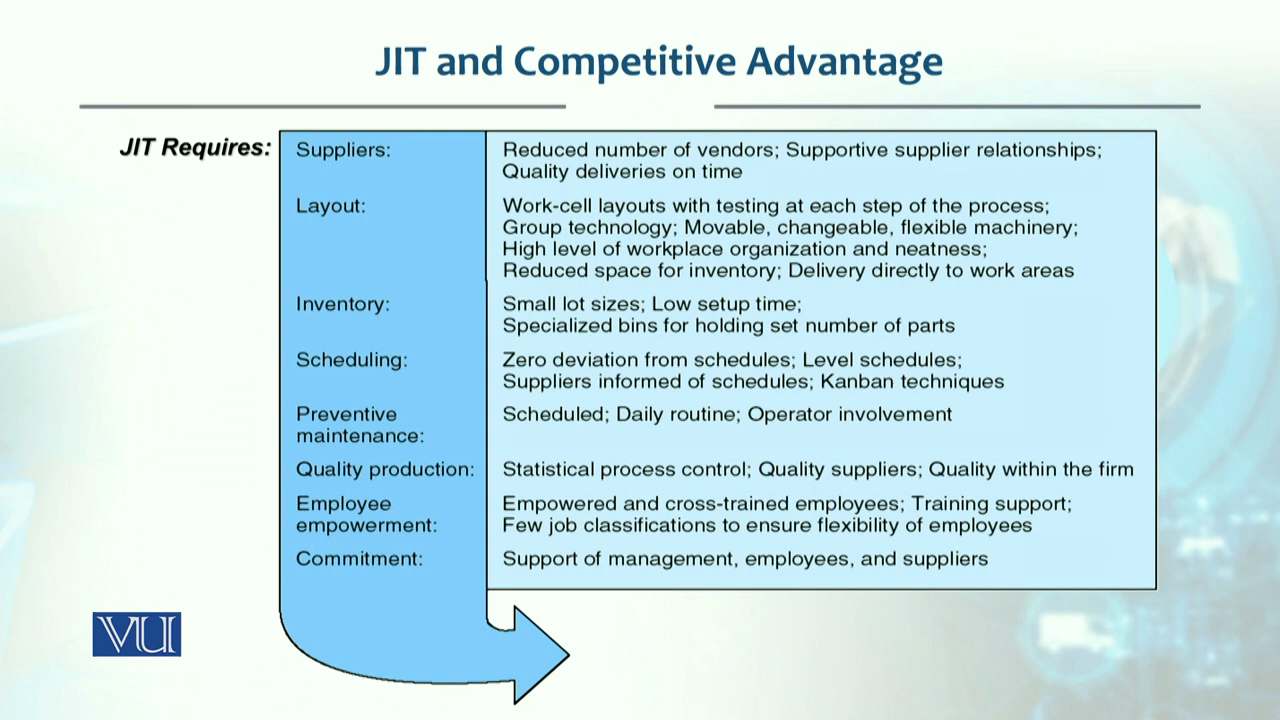 JIT and Competitive Advantage
JIT Requires:
Suppliers:
Reduced number of vendors; Supportive supplier relationships;
Quality deliveries on time
Layout:
Work-cell layouts with testing at each step of the process;
Group technology; Movable, changeable, flexible machinery;
High level of workplace organization and neatness;
Reduced space for inventory; Delivery directly to work areas
Inventory:
Small lot sizes; Low setup time;
Specialized bins for holding set number of parts
Scheduling:
Zero deviation from schedules; Level schedules;
Suppliers informed of schedules; Kanban techniques
Preventive
maintenance:
Scheduled; Daily routine; Operator involvement
Quality production:
Statistical process control; Quality suppliers; Quality within the firm
Employee
empowerment:
Empowered and cross-trained employees; Training support;
Few job classifications to ensure flexibility of employees
Commitment:
Support of management, employees, and suppliers
VU